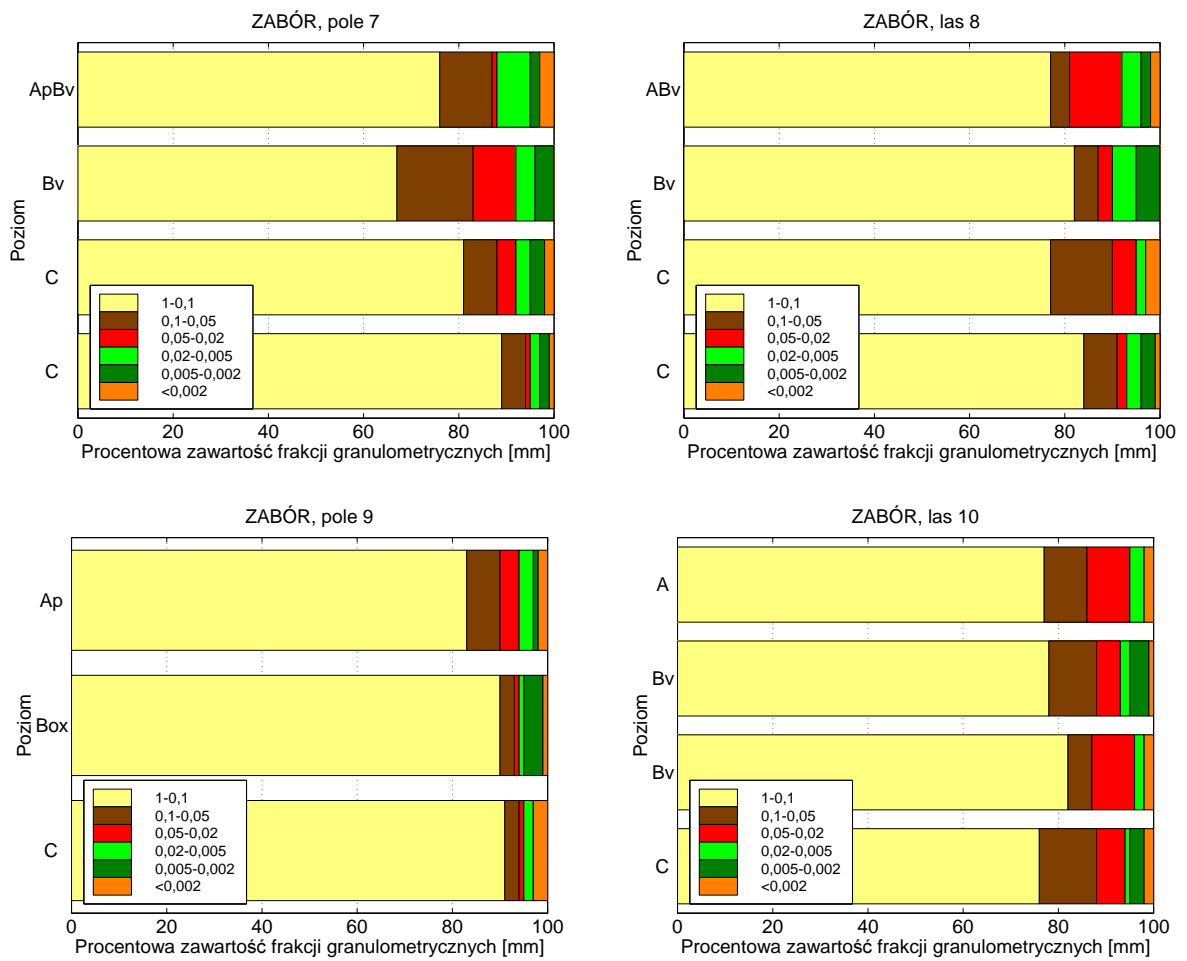 ZABÓR, pole 7
ApBv
Bv
C
C
Poziom
1-0,1
0,1-0,05
0,05-0,02
0,02-0,005
0,005-0,002
<0,002
0 20 40 60 80 100
Procentowa zawartość frakcji granulometrycznych [mm]
ZABÓR, las 8
ABv
Bv
C
C
Poziom
1-0,1
0,1-0,05
0,05-0,02
0,02-0,005
0,005-0,002
<0,002
0 20 40 60 80 100
Procentowa zawartość frakcji granulometrycznych [mm]
ZABÓR, pole 9
Ap
Box
C
Poziom
1-0,1
0,1-0,05
0,05-0,02
0,02-0,005
0,005-0,002
<0,002
0 20 40 60 80 100
Procentowa zawartość frakcji granulometrycznych [mm]
ZABÓR, las 10
A
Bv
Bv
C
Poziom
1-0,1
0,1-0,05
0,05-0,02
0,02-0,005
0,005-0,002
<0,002
0 20 40 60 80 100
Procentowa zawartość frakcji granulometrycznych [mm]